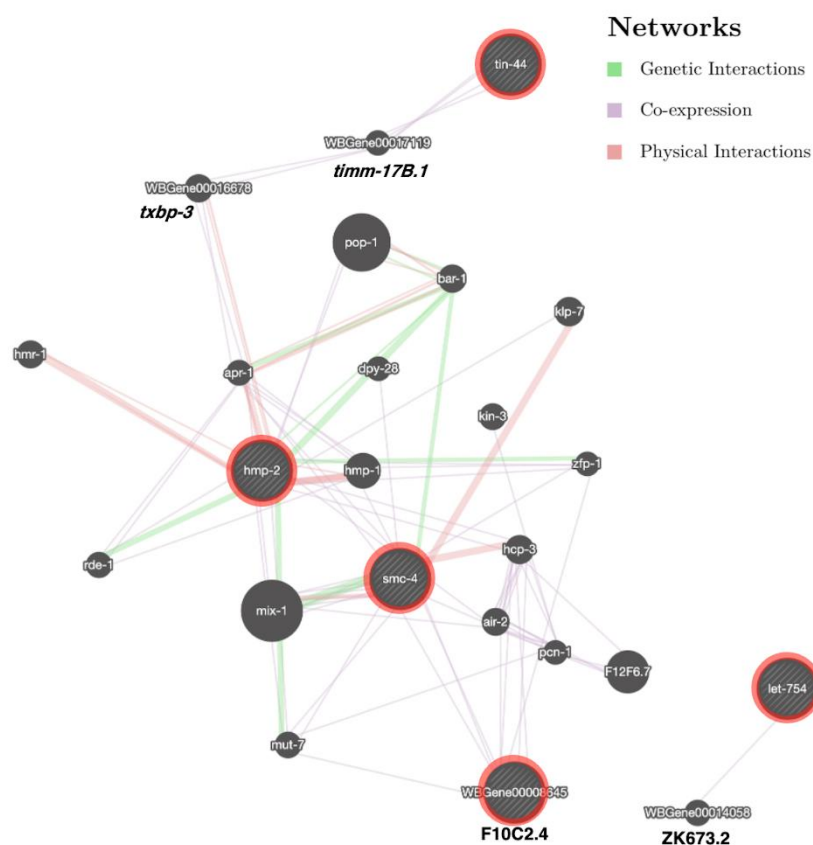 Networks
tin-44
Genetic Interactions
Co-expression
WBGene00017119
Physical Interactions
timm-17B.1
WBGene00016678
txbp-3
pop-1
bar-1
klp-7
hmr-1
apr-1
dpy-28
kin-3
hmp-2
hmp-1
zfp-1
hcp-3
rde-1
smc-4
mix-1
air-2
pcn-1
F12F6.7
let-754
mut-7
WBGene00008645
WBGene00014058
F10C2.4
ZK673.2